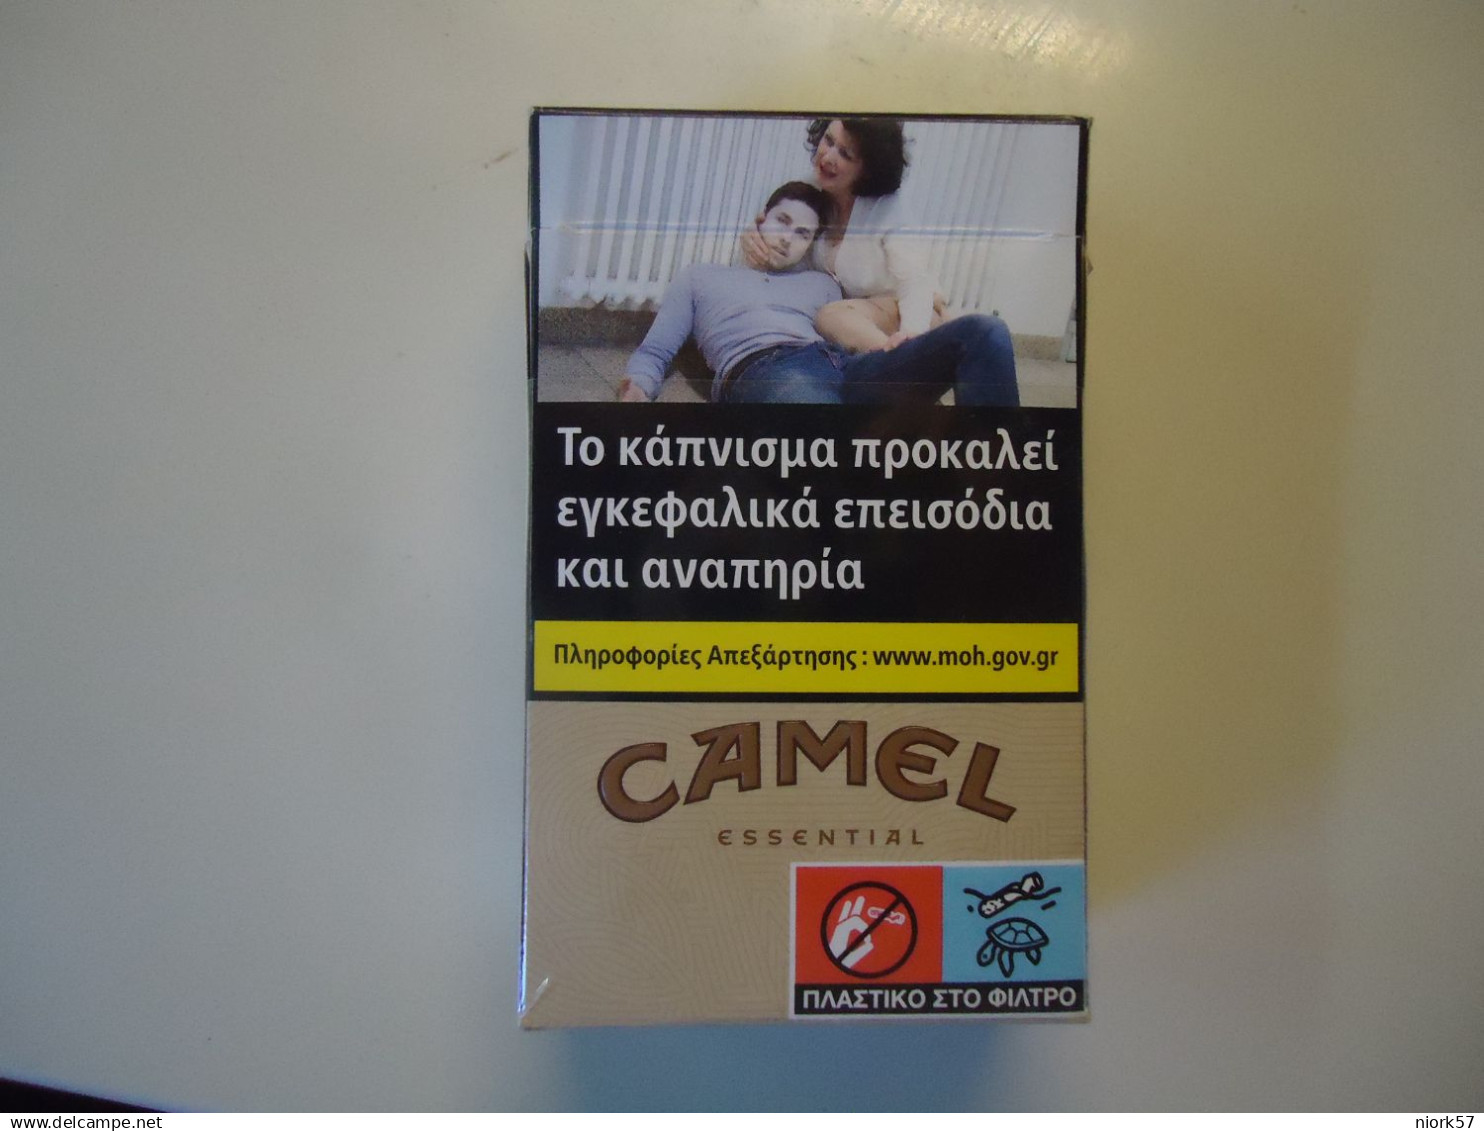 Το κάπνισμα προκαλεί
εγκεφαλικά επεισόδια
και αναπηρία
Πληροφορίες Απεξάρτησης : www.moh.gov.gr
CAMEL
ESSENTIAL
ΠΛΑΣΤΙΚΟ ΣΤΟ ΦΙΛΤΡΟ
www.delcampe.net
niork57